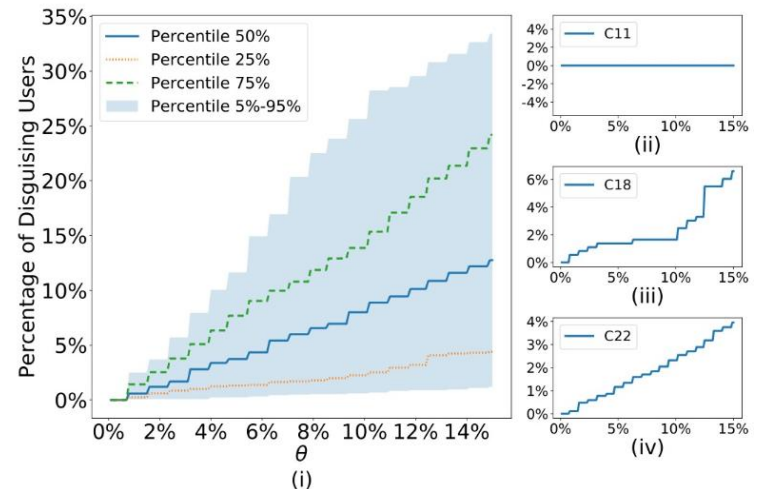 35%
30%
25%
20%
15%
10%
5%
0%
Percentage of Disguising Users
Percentile 50%
Percentile 25%
Percentile 75%
Percentile 5%-95%
0% 2% 4% 6% 8% 10% 12% 14%
θ
(i)
4%
2%
0%
-2%
-4%
C11
0% 5% 10% 15%
(ii)
6%
4%
2%
0%
C18
0% 5% 10% 15%
(iii)
4%
3%
2%
1%
0%
C22
0% 5% 10% 15%
(iv)